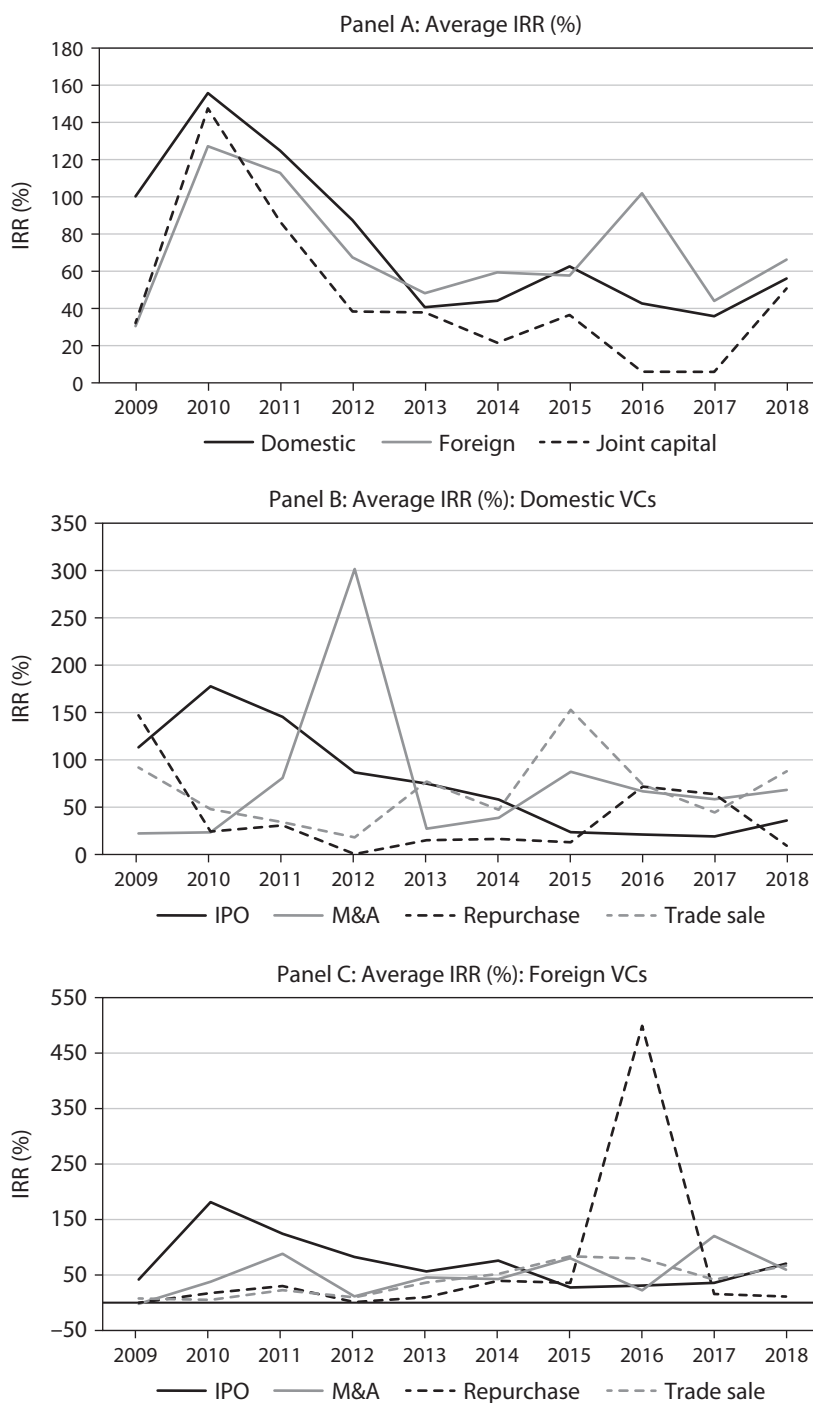 Panel A: Average IRR (%)
180
160
140
120
100
80
60
40
20
0
IRR (%)
2009 2010 2011 2012 2013 2014 2015 2016 2017 2018
Domestic Foreign Joint capital
Panel B: Average IRR (%): Domestic VCs
350
300
250
200
150
100
50
0
IRR (%)
2009 2010 2011 2012 2013 2014 2015 2016 2017 2018
IPO M&A Repurchase Trade sale
Panel C: Average IRR (%): Foreign VCs
550
450
350
250
150
50
−50
IRR (%)
2009 2010 2011 2012 2013 2014 2015 2016 2017 2018
IPO M&A Repurchase Trade sale